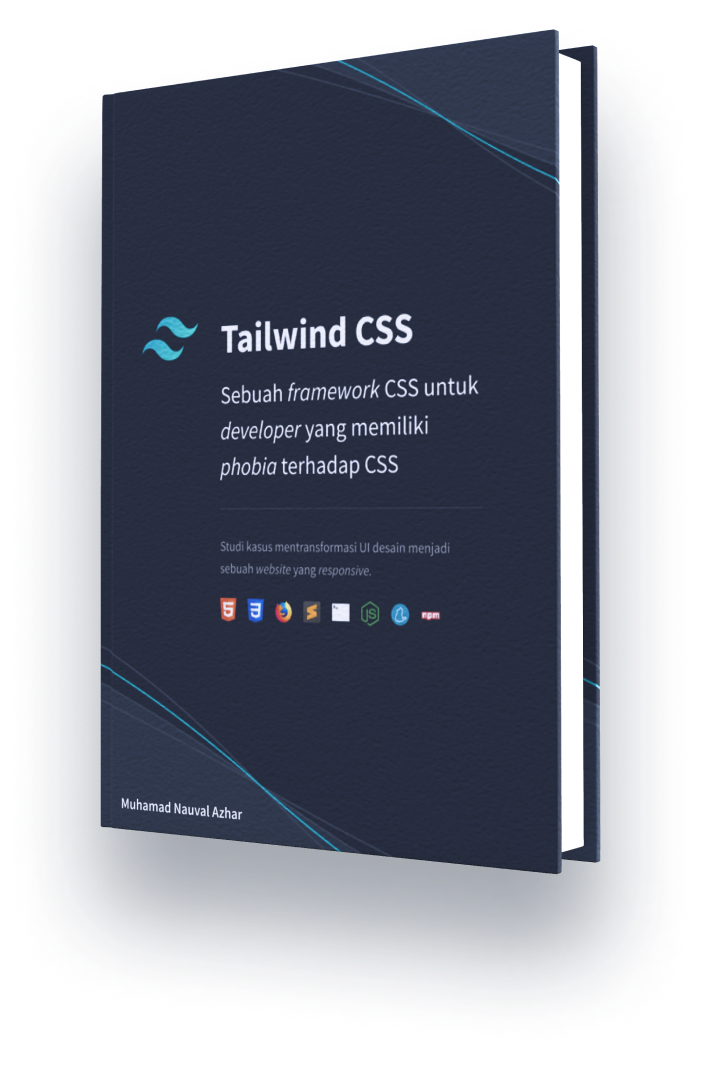 Tailwind CSS
Sebuah framework CSS untuk
developer yang memiliki
phobia terhadap CSS
Studi kasus mentransformasi UI desain menjadi
sebuah website yang responsive.
5
3
S
JS
npm
Muhamad Nauval Azhar